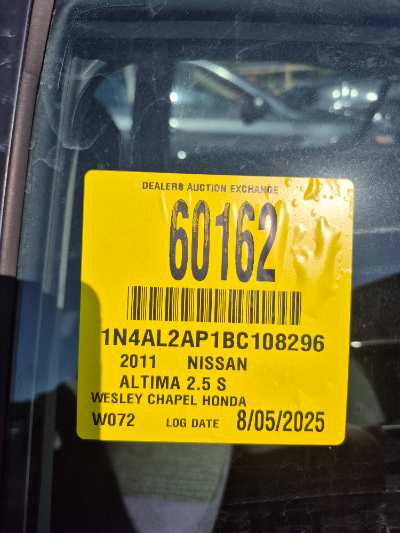 DEALERS AUCTION EXCHANGE
60162
1N4AL2AP1BC108296
2011 NISSAN
ALTIMA 2.5 S
WESLEY CHAPEL HONDA
W072 LOG DATE 8/05/2025